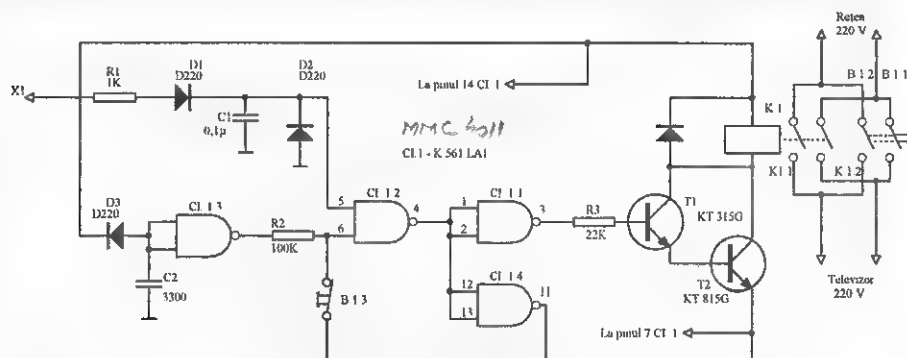 Retea
220 V
D1
D220
D2
D220
R1
1K
X1
La pinul 14 CI 1
B 1 2
B 1 1
C1
0,1µ
MMC 4011
CI.1 - K 561 LA1
K 1
K1 1
K 1.2
D3
D220
CI. 1 3
CI. 1 2
CI 1 1
5
6
4
1
2
3
R2
100K
R3
22K
T1
KT 315G
C2
3300
B 1 3
CI 1 4
12
13
11
T2
KT 815G
La pinul 7 CI 1
Televizor
220 V